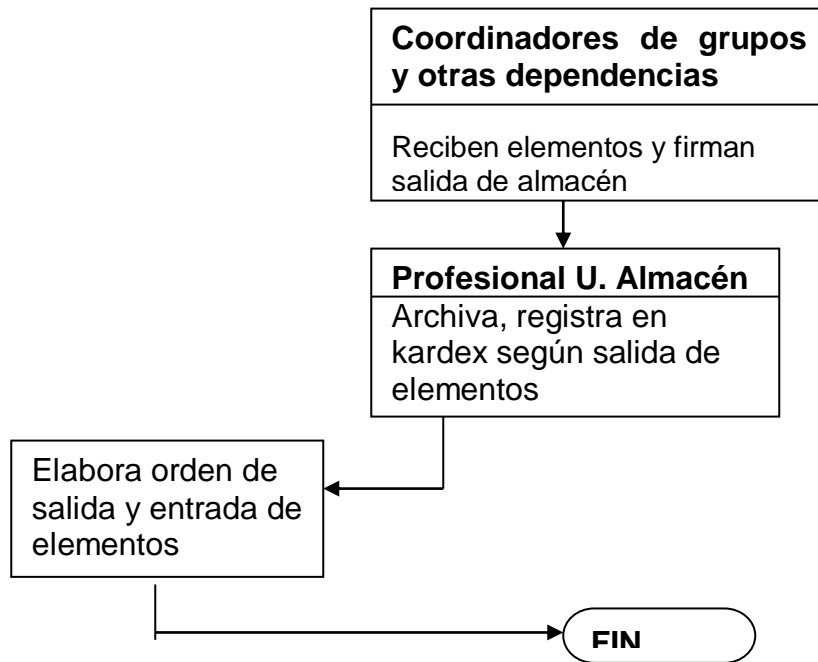 Coordinadores de grupos
y otras dependencias
Reciben elementos y firman
salida de almacén
Profesional U. Almacén
Archiva, registra en
kardex según salida de
elementos
Elabora orden de
salida y entrada de
elementos
FIN